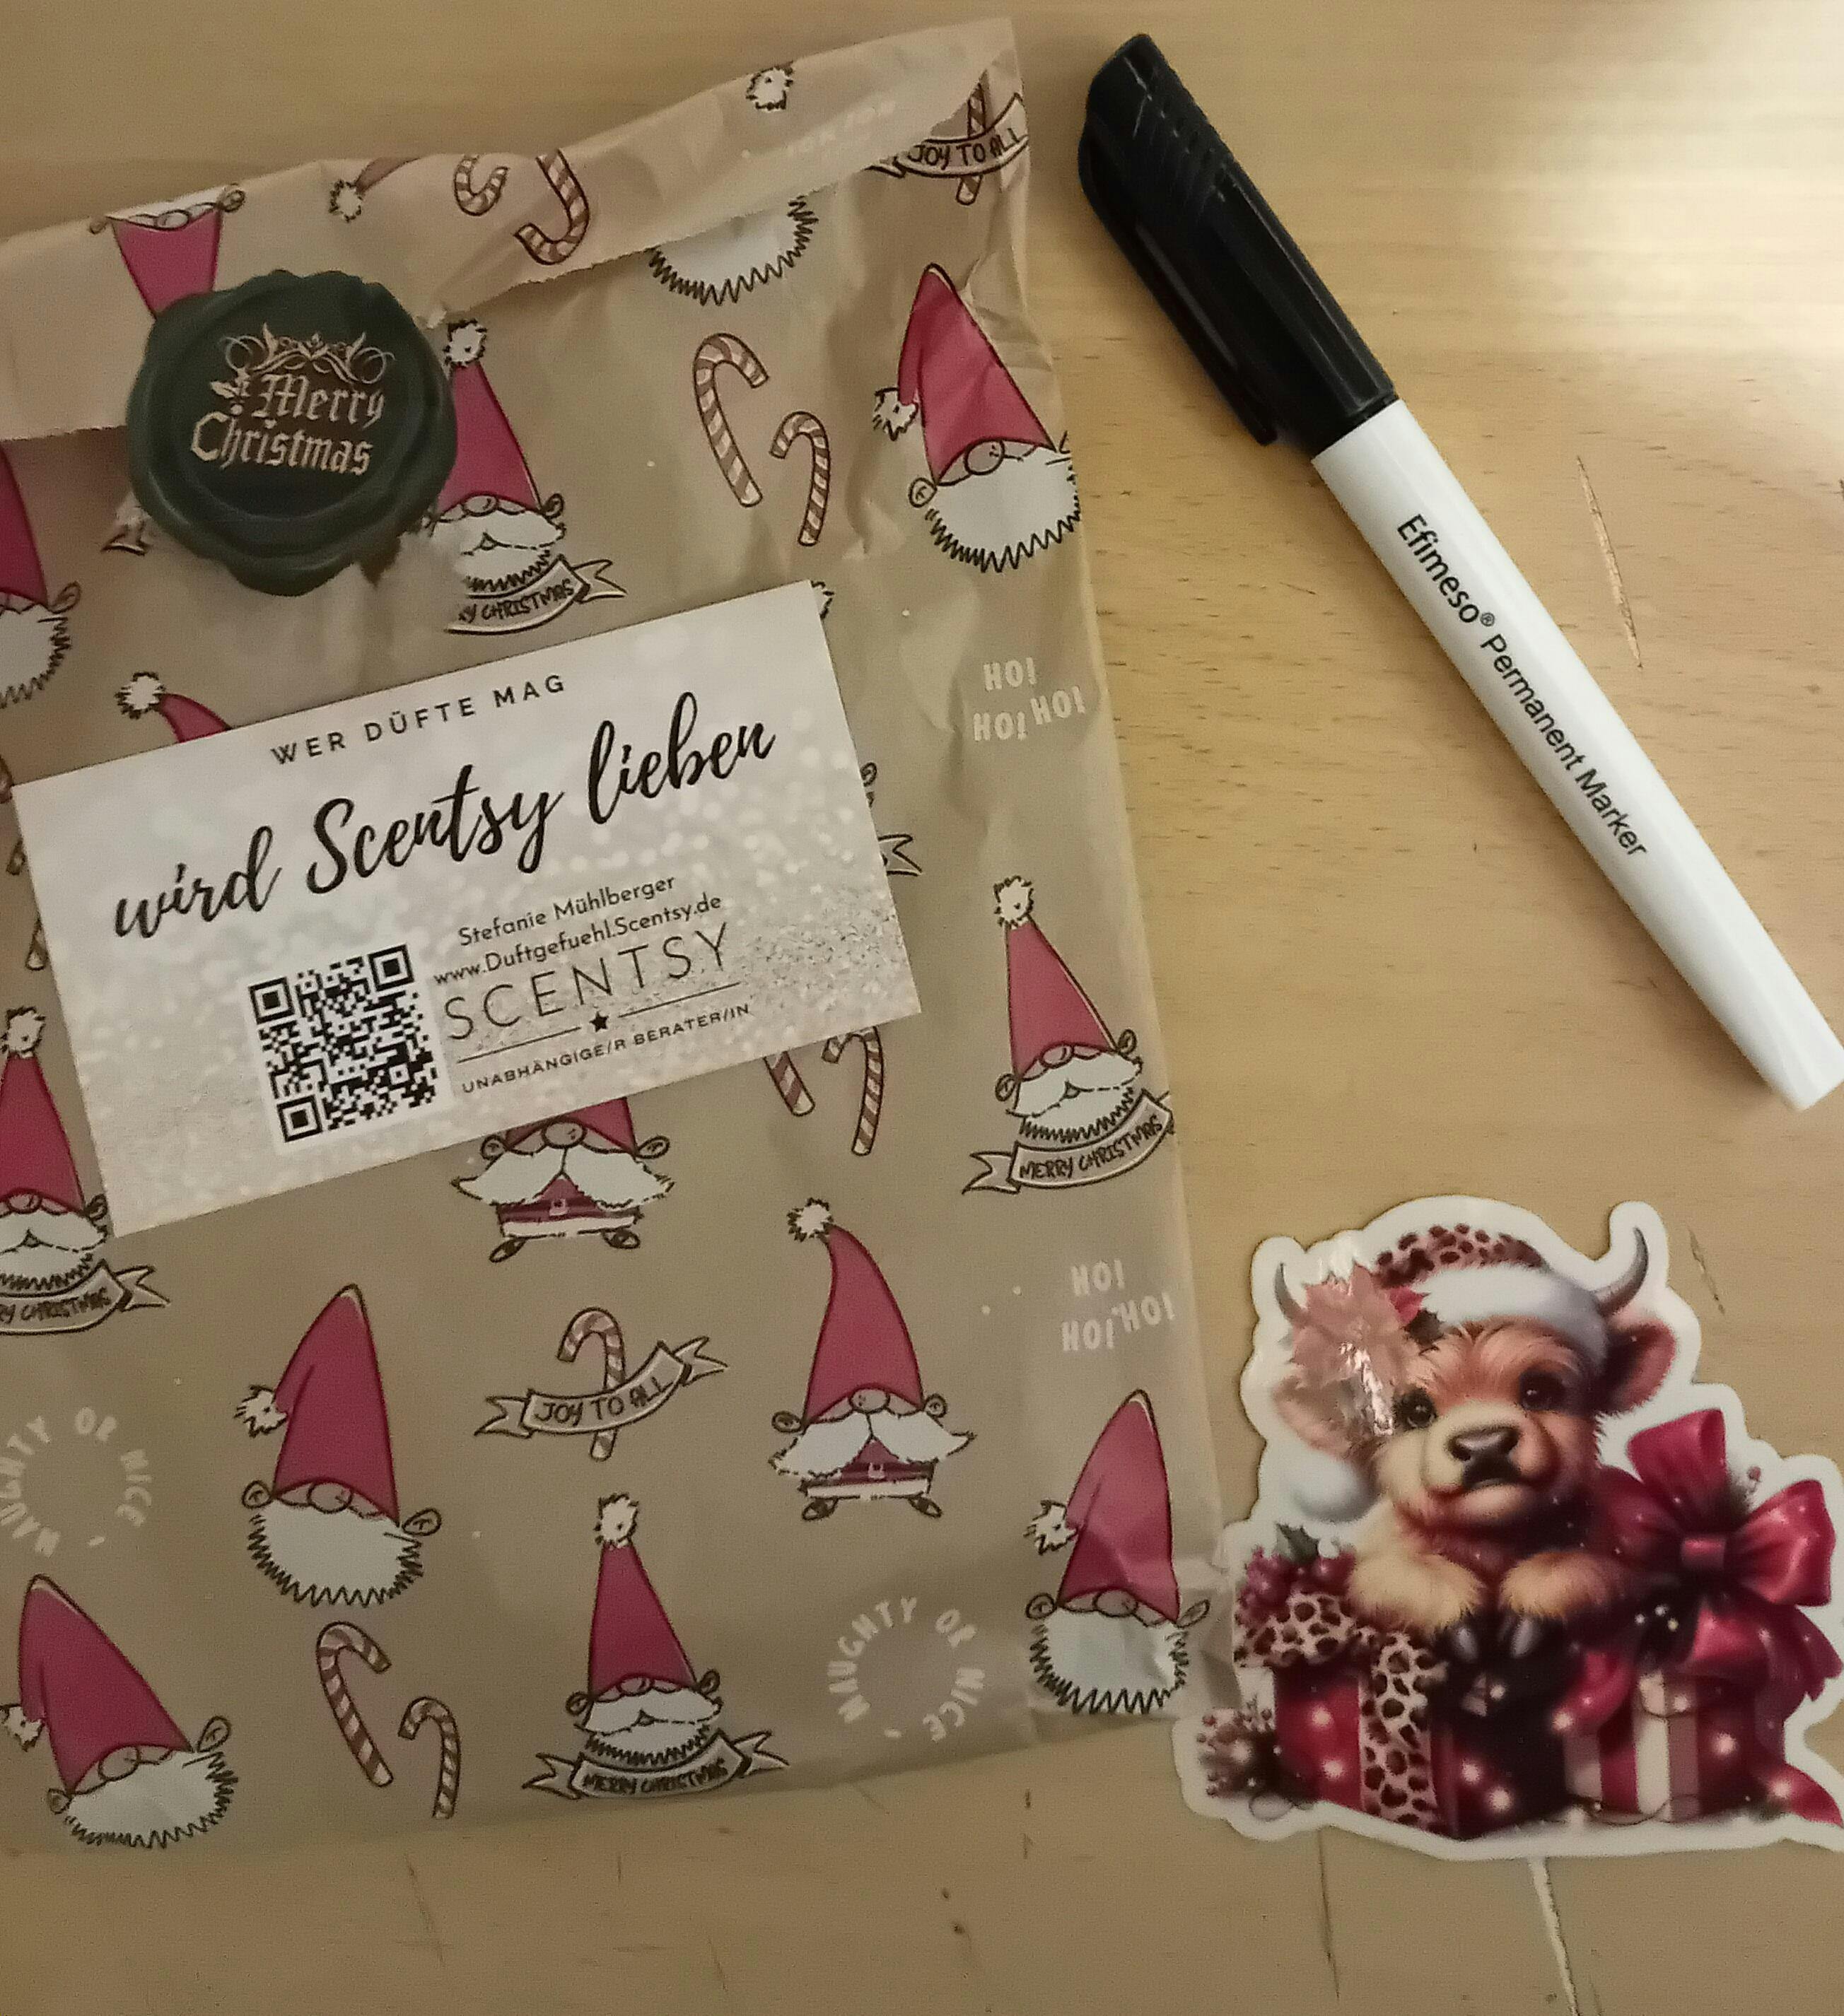 JOY TO ALL
Merry
Christmas
Y CHRISTMAS
HO!
HO! HO!
WER DÜFTE MAG
wird Scentsy lieben
Stefanie Mühlberger
www.Duftgefuehl.Scentsy.de
SCENTSY
UNABHÄNGIGE/R BERATER/IN
Efimeso® Permanent Marker
MERRY CHRISTMAS
RY CHRISTMAS
HO!
HO! HO!
JOY TO ALL
NAUGHTY OR NICE
NAUGHTY OR NICE
MERRY CHRISTMAS